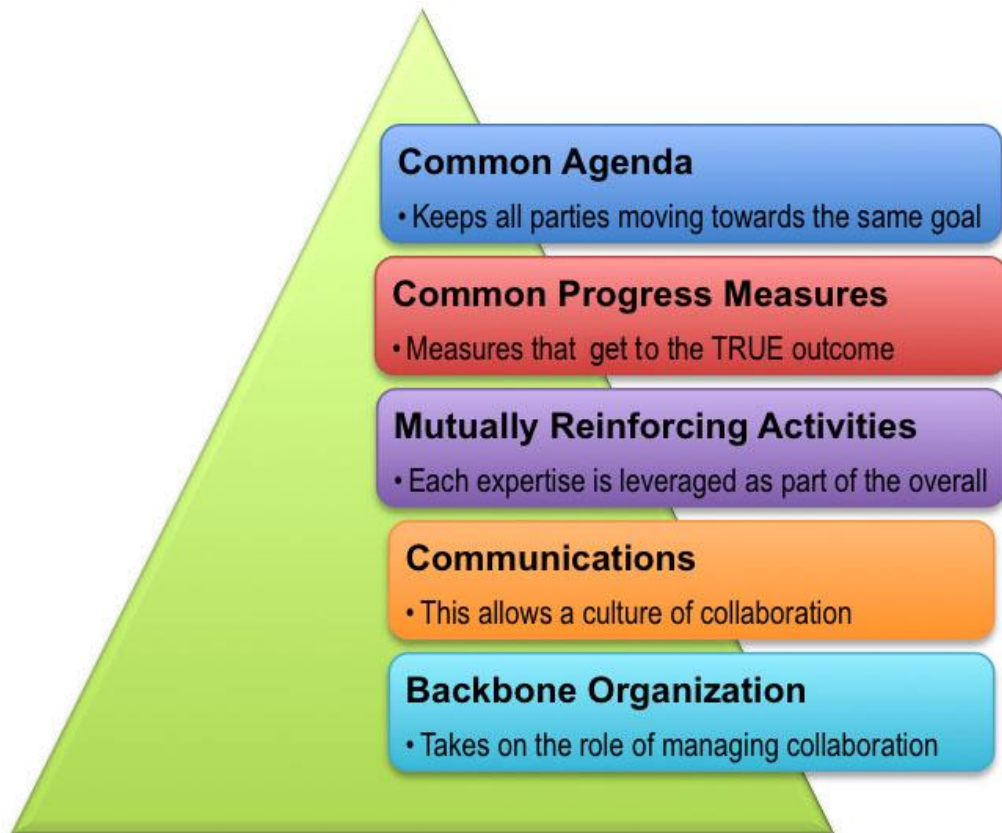 Common Agenda
• Keeps all parties moving towards the same goal
Common Progress Measures
• Measures that get to the TRUE outcome
Mutually Reinforcing Activities
• Each expertise is leveraged as part of the overall
Communications
• This allows a culture of collaboration
Backbone Organization
• Takes on the role of managing collaboration